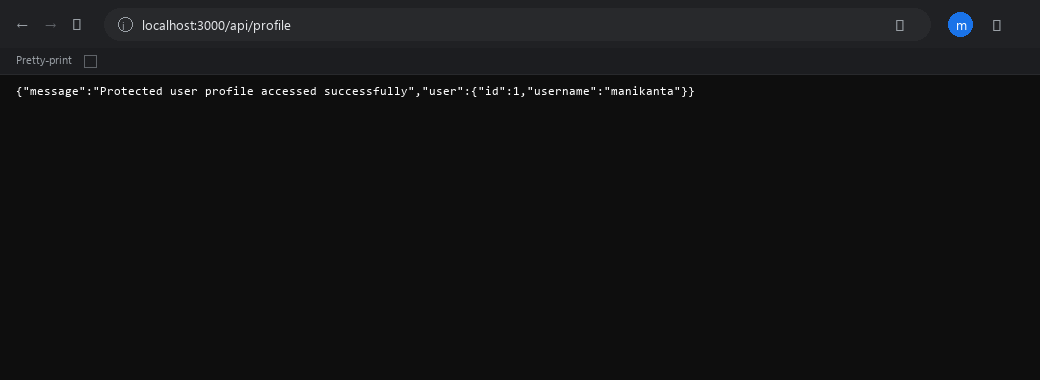 localhost:3000/api/profile
m
Pretty-print
{"message":"Protected user profile accessed successfully","user":{"id":1,"username":"manikanta"}}